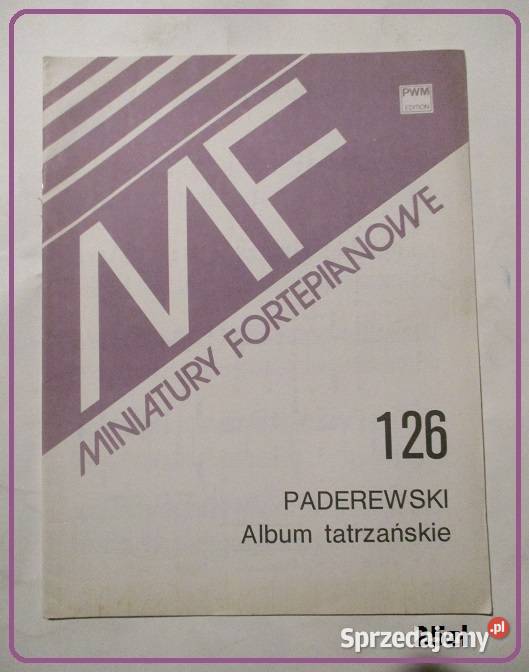 PWM
EDITION
MF
MINIATURY FORTEPIANOWE
126
PADEREWSKI
Album tatrzańskie
Sprzedajemy.pl